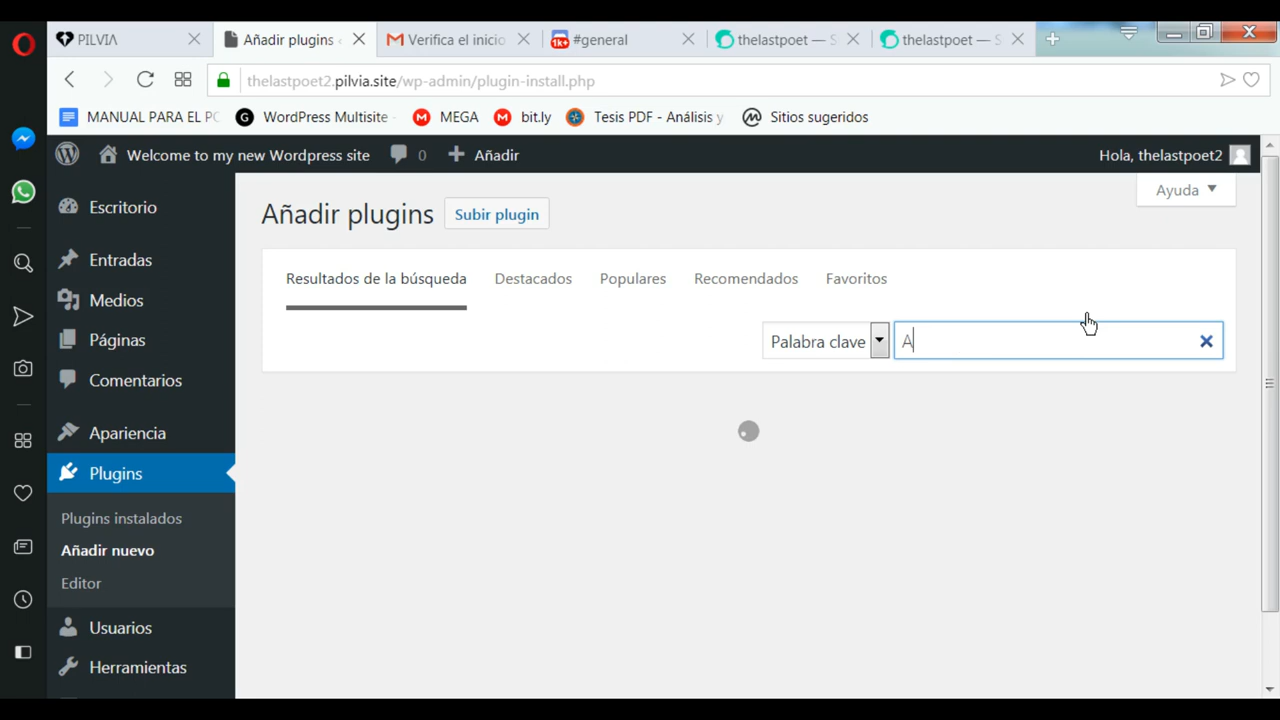 PILVIA
Añadir plugins
Verifica el inicio
1K+ #general
thelastpoet — S
thelastpoet — S
thelastpoet2.pilvia.site/wp-admin/plugin-install.php
MANUAL PARA EL PC
WordPress Multisite
MEGA
bit.ly
Tesis PDF - Análisis y
Sitios sugeridos
Welcome to my new Wordpress site
0
Añadir
Hola, thelastpoet2
Ayuda
Escritorio
Entradas
Medios
Páginas
Comentarios
Apariencia
Plugins
Plugins instalados
Añadir nuevo
Editor
Usuarios
Herramientas
Añadir plugins
Subir plugin
Resultados de la búsqueda
Destacados
Populares
Recomendados
Favoritos
Palabra clave
A